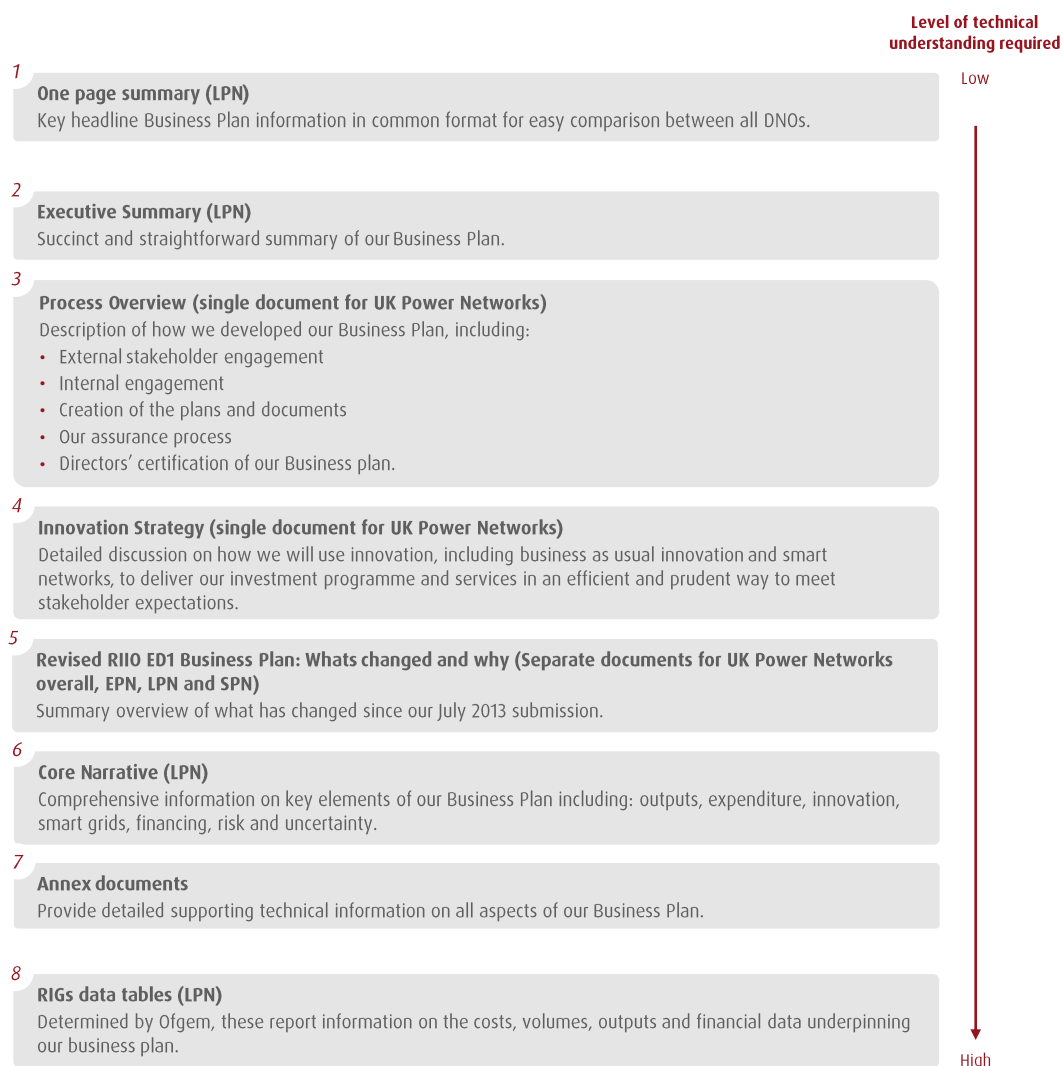 Level of technical
understanding required
Low
1
One page summary (LPN)
Key headline Business Plan information in common format for easy comparison between all DNOs.
2
Executive Summary (LPN)
Succinct and straightforward summary of our Business Plan.
3
Process Overview (single document for UK Power Networks)
Description of how we developed our Business Plan, including:
• External stakeholder engagement
• Internal engagement
• Creation of the plans and documents
• Our assurance process
• Directors’ certification of our Business plan.
4
Innovation Strategy (single document for UK Power Networks)
Detailed discussion on how we will use innovation, including business as usual innovation and smart
networks, to deliver our investment programme and services in an efficient and prudent way to meet
stakeholder expectations.
5
Revised RIIO ED1 Business Plan: Whats changed and why (Separate documents for UK Power Networks
overall, EPN, LPN and SPN)
Summary overview of what has changed since our July 2013 submission.
6
Core Narrative (LPN)
Comprehensive information on key elements of our Business Plan including: outputs, expenditure, innovation,
smart grids, financing, risk and uncertainty.
7
Annex documents
Provide detailed supporting technical information on all aspects of our Business Plan.
8
RIGs data tables (LPN)
Determined by Ofgem, these report information on the costs, volumes, outputs and financial data underpinning
our business plan.
High